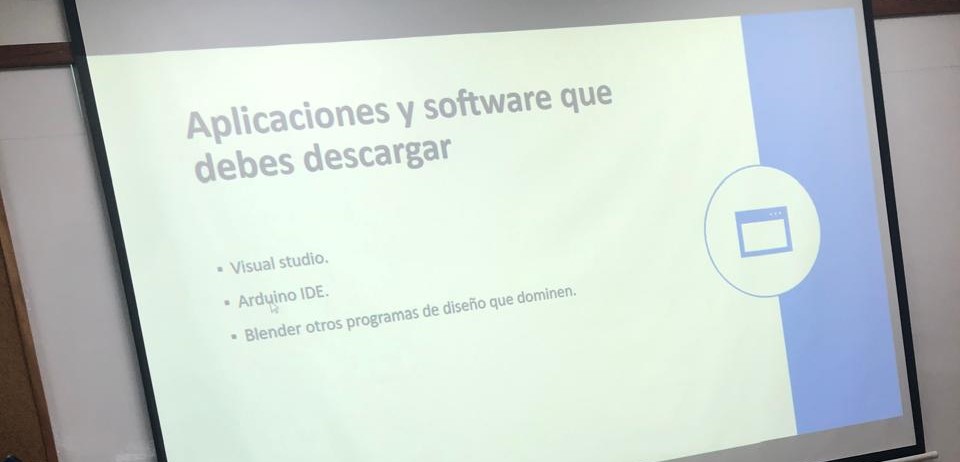 Aplicaciones y software que
debes descargar
▪ Visual studio.
▪ Arduino IDE.
▪ Blender otros programas de diseño que dominen.